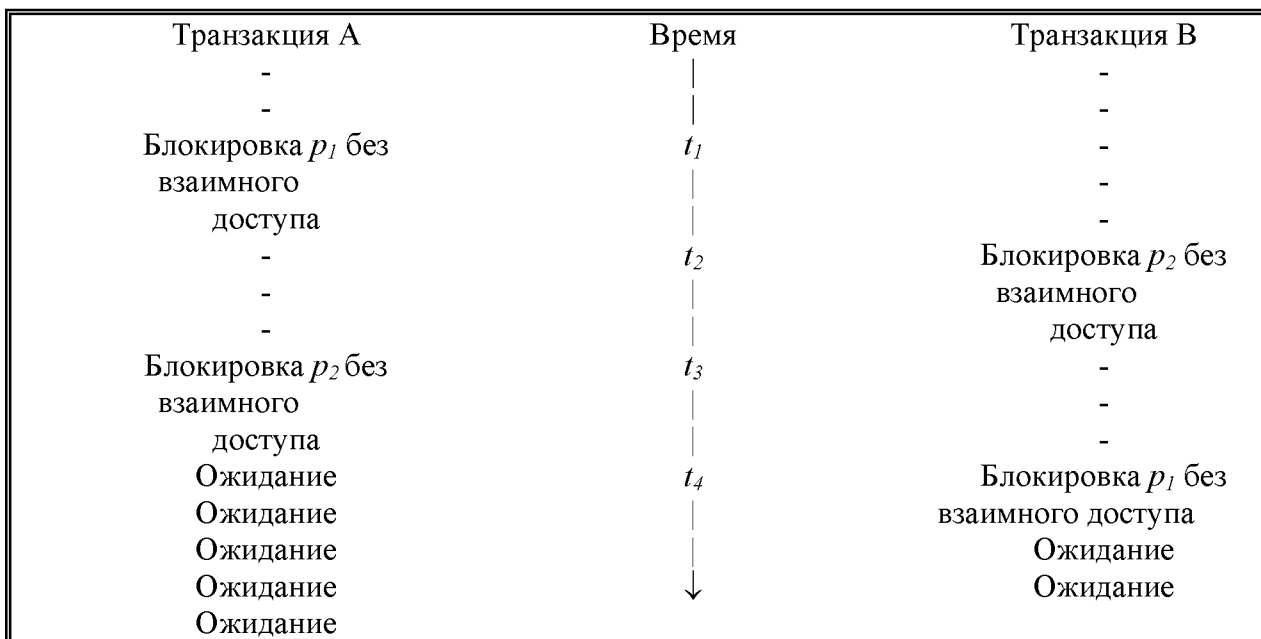 Транзакция А Время Транзакция В
- | -
- | -
Блокировка p₁ без t₁ -
взаимного | -
доступа | -
- t₂ Блокировка p₂ без
- | взаимного
- | доступа
Блокировка p₂ без t₃ -
взаимного | -
доступа | -
Ожидание t₄ Блокировка p₁ без
Ожидание | взаимного доступа
Ожидание | Ожидание
Ожидание ↓ Ожидание
Ожидание